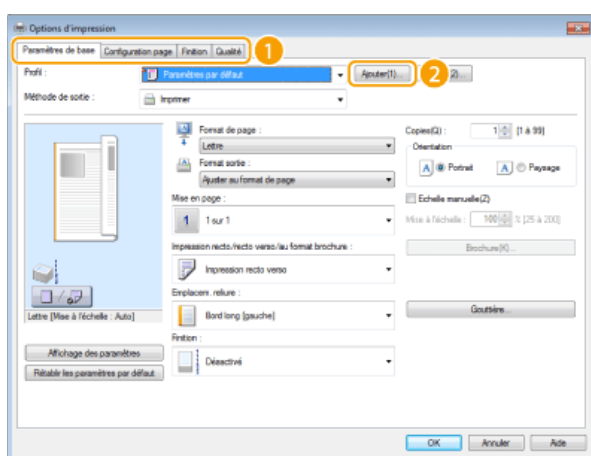 Options d'impression
Paramètres de base Configuration page Finition Qualité 1
Profil : Paramètres par défaut Ajouter(1)... 2 2)...
Méthode de sortie : Imprimer
Format de page : Copies(Q) : 1 [1 à 99]
Lettre Orientation
Format sortie : A Portrait A Paysage
Ajuster au format de page
Mise en page : Echelle manuelle(Z)
1 1 sur 1 Mise à l'échelle : 100 % [25 à 200]
Impression recto/recto verso/au format brochure : Brochure(K)...
Impression recto verso
Emplacem. reliure :
Lettre [Mise à l'échelle : Auto] Bord long [gauche] Gouttière...
Finition :
Affichage des paramètres Désactivé
Rétablir les paramètres par défaut
OK Annuler Aide